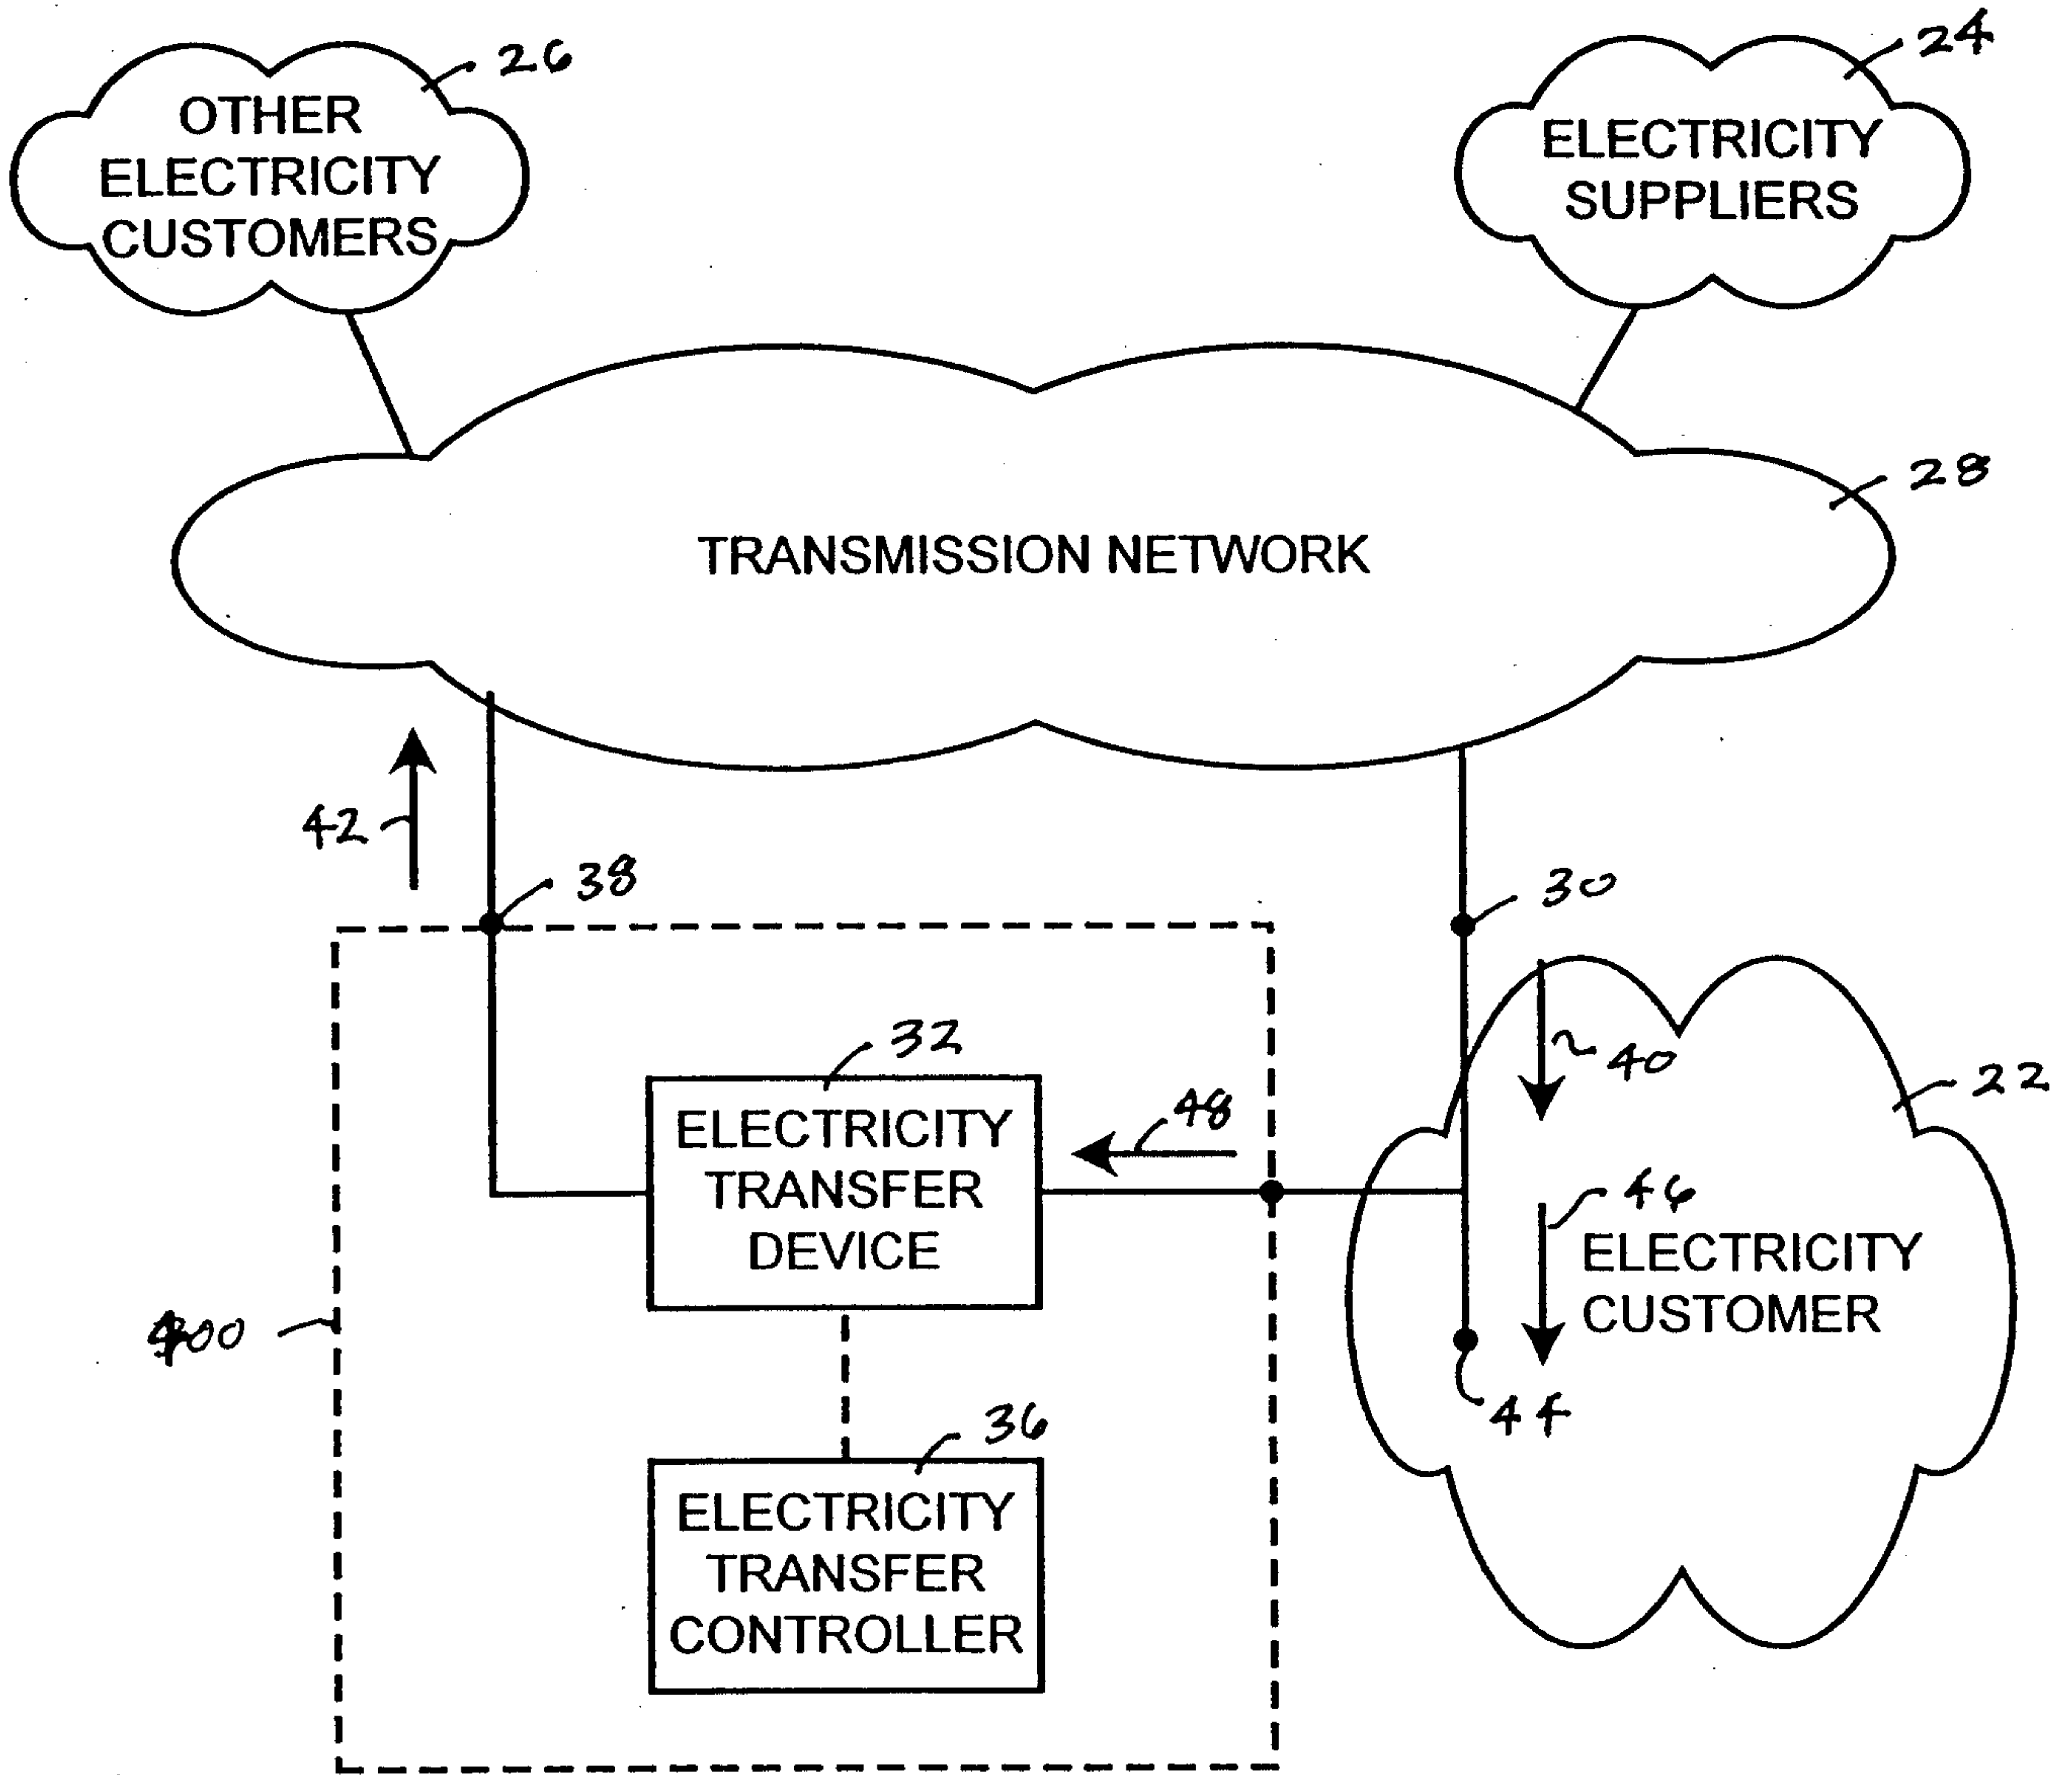 26
OTHER
ELECTRICITY
CUSTOMERS
24
ELECTRICITY
SUPPLIERS
28
TRANSMISSION NETWORK
42
38
30
32
ELECTRICITY
TRANSFER
DEVICE
48
40
22
46
ELECTRICITY
CUSTOMER
44
400
36
ELECTRICITY
TRANSFER
CONTROLLER